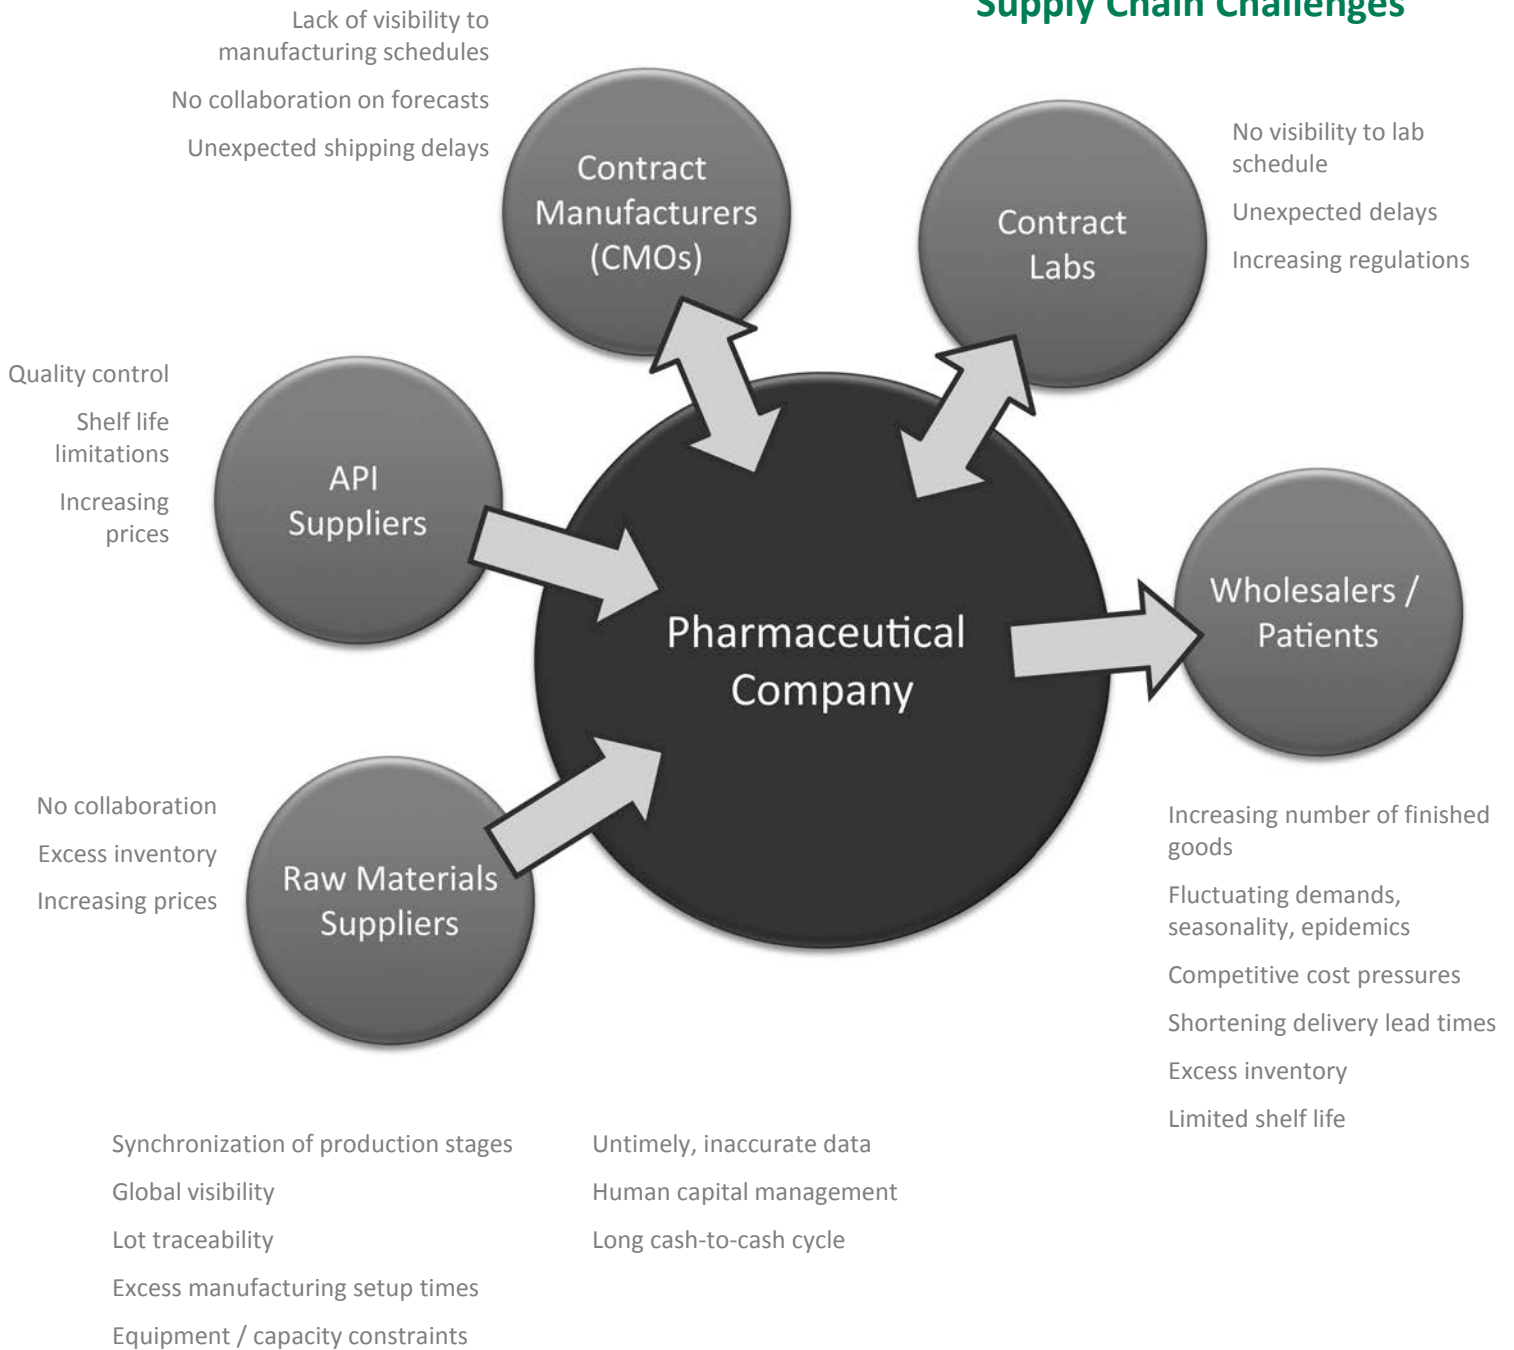 Supply Chain Challenges
Lack of visibility to
manufacturing schedules
No collaboration on forecasts
Unexpected shipping delays
Contract
Manufacturers
(CMOs)
Contract
Labs
No visibility to lab
schedule
Unexpected delays
Increasing regulations
Quality control
Shelf life
limitations
Increasing
prices
API
Suppliers
Pharmaceutical
Company
Wholesalers /
Patients
No collaboration
Excess inventory
Increasing prices
Raw Materials
Suppliers
Increasing number of finished
goods
Fluctuating demands,
seasonality, epidemics
Competitive cost pressures
Shortening delivery lead times
Excess inventory
Limited shelf life
Synchronization of production stages
Global visibility
Lot traceability
Excess manufacturing setup times
Equipment / capacity constraints
Untimely, inaccurate data
Human capital management
Long cash-to-cash cycle